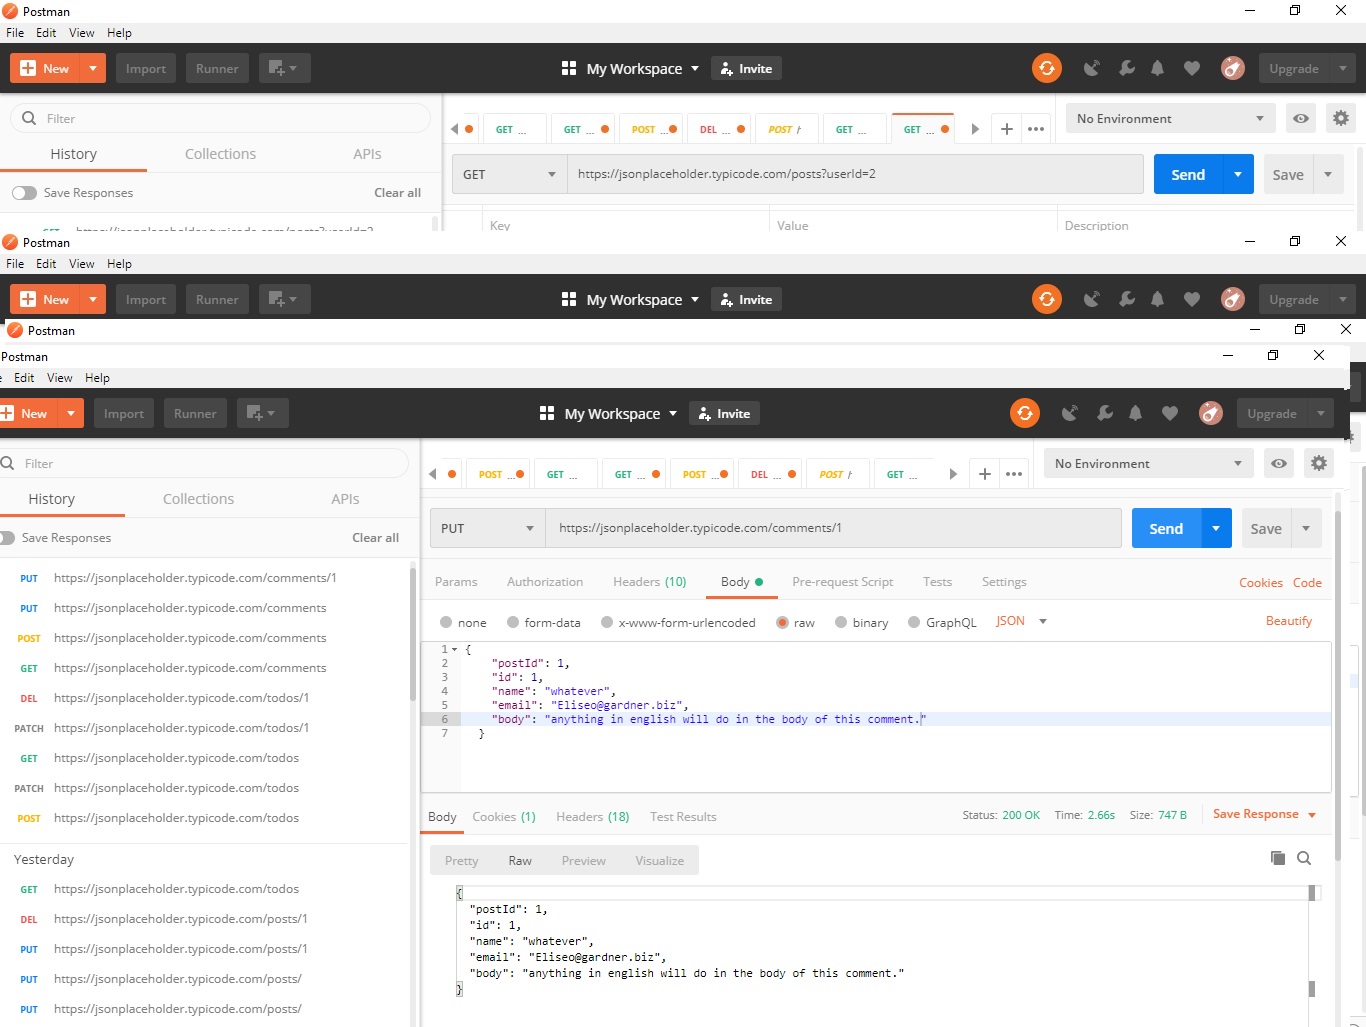 Postman
File Edit View Help
New Import Runner My Workspace Invite Upgrade
Filter
GET ... GET ... POST ... DEL ... POST GET ... GET ... No Environment
History Collections APIs
GET https://jsonplaceholder.typicode.com/posts?userId=2 Send Save
Save Responses Clear all
Key Value Description
GET https://jsonplaceholder.typicode.com/posts?userId=2
Postman
File Edit View Help
New Import Runner My Workspace Invite Upgrade
Postman
Postman
Edit View Help
New Import Runner My Workspace Invite Upgrade
Filter
POST ... GET ... GET ... POST ... DEL ... POST GET ... No Environment
History Collections APIs
Save Responses Clear all
PUT https://jsonplaceholder.typicode.com/comments/1
PUT https://jsonplaceholder.typicode.com/comments
POST https://jsonplaceholder.typicode.com/comments
GET https://jsonplaceholder.typicode.com/comments
DEL https://jsonplaceholder.typicode.com/todos/1
PATCH https://jsonplaceholder.typicode.com/todos/1
GET https://jsonplaceholder.typicode.com/todos
PATCH https://jsonplaceholder.typicode.com/todos
POST https://jsonplaceholder.typicode.com/todos
Yesterday
GET https://jsonplaceholder.typicode.com/todos
DEL https://jsonplaceholder.typicode.com/posts/1
PUT https://jsonplaceholder.typicode.com/posts/1
PUT https://jsonplaceholder.typicode.com/posts/
PUT https://jsonplaceholder.typicode.com/posts/
PUT https://jsonplaceholder.typicode.com/comments/1 Send Save
Params Authorization Headers (10) Body Pre-request Script Tests Settings Cookies Code
none form-data x-www-form-urlencoded raw binary GraphQL JSON Beautify
1 {
2 "postId": 1,
3 "id": 1,
4 "name": "whatever",
5 "email": "Eliseo@gardner.biz",
6 "body": "anything in english will do in the body of this comment."
7 }
Body Cookies (1) Headers (18) Test Results Status: 200 OK Time: 2.66s Size: 747 B Save Response
Pretty Raw Preview Visualize
{
"postId": 1,
"id": 1,
"name": "whatever",
"email": "Eliseo@gardner.biz",
"body": "anything in english will do in the body of this comment."
}